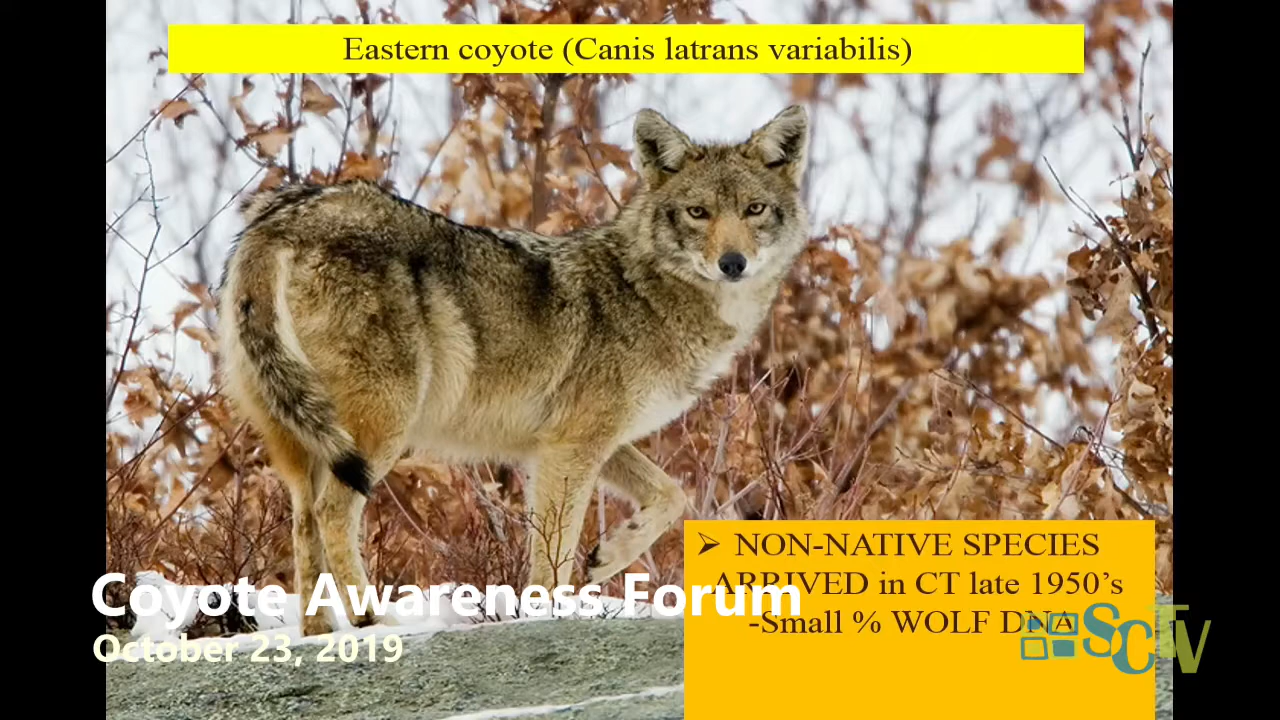 Eastern coyote (Canis latrans variabilis)
➢ NON-NATIVE SPECIES
ARRIVED in CT late 1950’s
-Small % WOLF DNA
Coyote Awareness Forum
October 23, 2019
SCTV